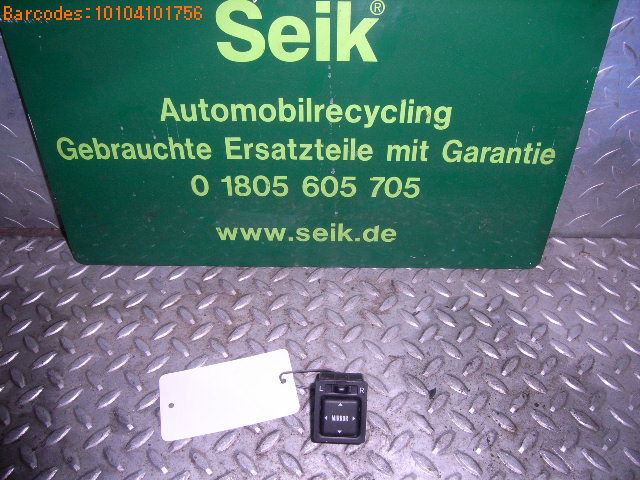 Barcodes:10104101756
Seik®
Automobilrecycling
Gebrauchte Ersatzteile mit Garantie
0 1805 605 705
www.seik.de
L R
MIRROR